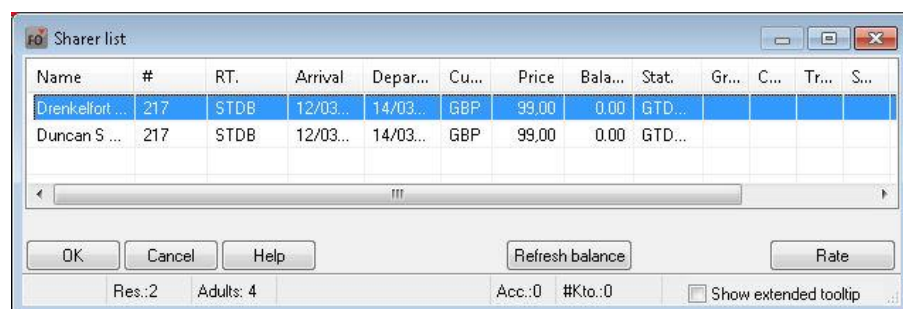 FO Sharer list
Name # RT. Arrival Depar... Cu... Price Bala... Stat. Gr... C... Tr... S...
Drenkelfort ... 217 STDB 12/03... 14/03... GBP 99,00 0.00 GTD...
Duncan S ... 217 STDB 12/03... 14/03... GBP 99,00 0.00 GTD...
OK Cancel Help Refresh balance Rate
Res.:2 Adults: 4 Acc.:0 #Kto.:0 Show extended tooltip